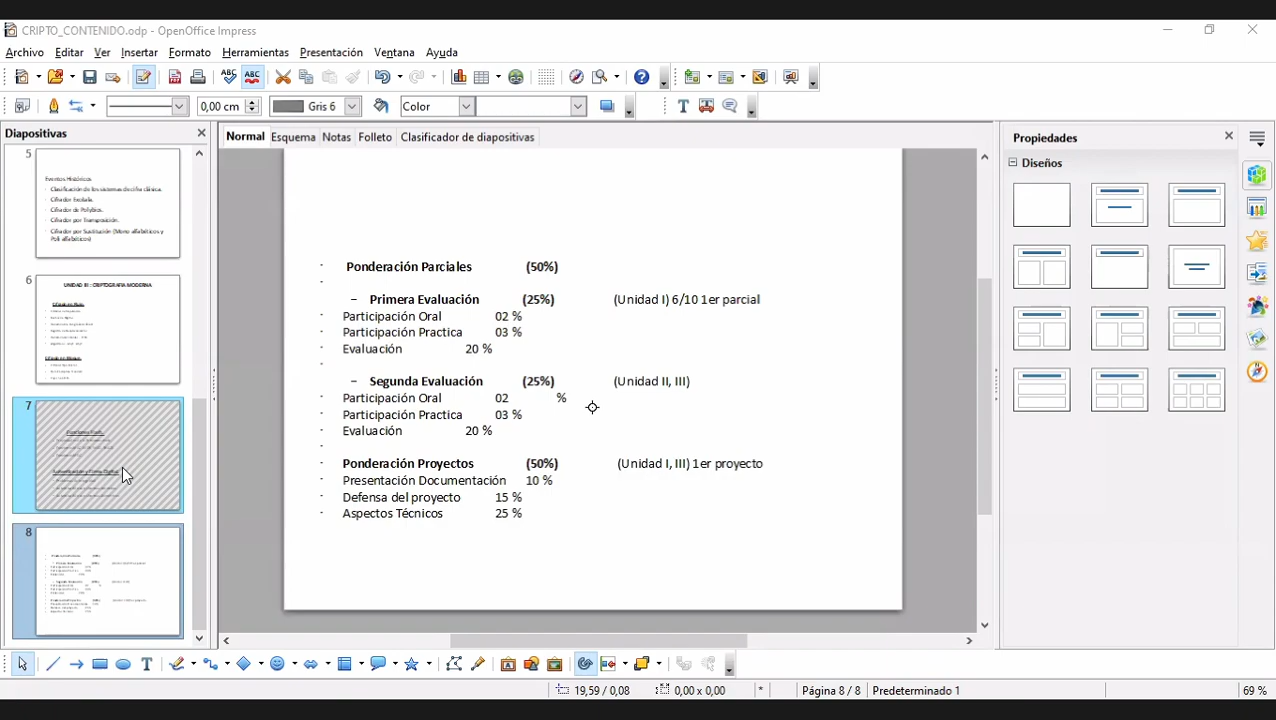 CRIPTO_CONTENIDO.odp - OpenOffice Impress
Archivo Editar Ver Insertar Formato Herramientas Presentación Ventana Ayuda
0,00 cm Gris 6 Color
Diapositivas
Normal Esquema Notas Folleto Clasificador de diapositivas
Propiedades
Diseños
5
Eventos Históricos.
Clasificación de los sistemas de cifra clásica.
Cifrador Escítala.
Cifrador de Polybios.
Cifrador por Transposición.
Cifrador por Sustitución (Mono alfabéticos y
Poli alfabéticos)
6
UNIDAD III : CRIPTOGRAFIA MODERNA
7
8
- Ponderación Parciales (50%)
-
- – Primera Evaluación (25%) (Unidad I) 6/10 1er parcial
- Participación Oral 02 %
- Participación Practica 03 %
- Evaluación 20 %
-
- – Segunda Evaluación (25%) (Unidad II, III)
- Participación Oral 02 %
- Participación Practica 03 %
- Evaluación 20 %
-
- Ponderación Proyectos (50%) (Unidad I, III) 1er proyecto
- Presentación Documentación 10 %
- Defensa del proyecto 15 %
- Aspectos Técnicos 25 %
19,59 / 0,08 0,00 x 0,00 * Página 8 / 8 Predeterminado 1 69 %